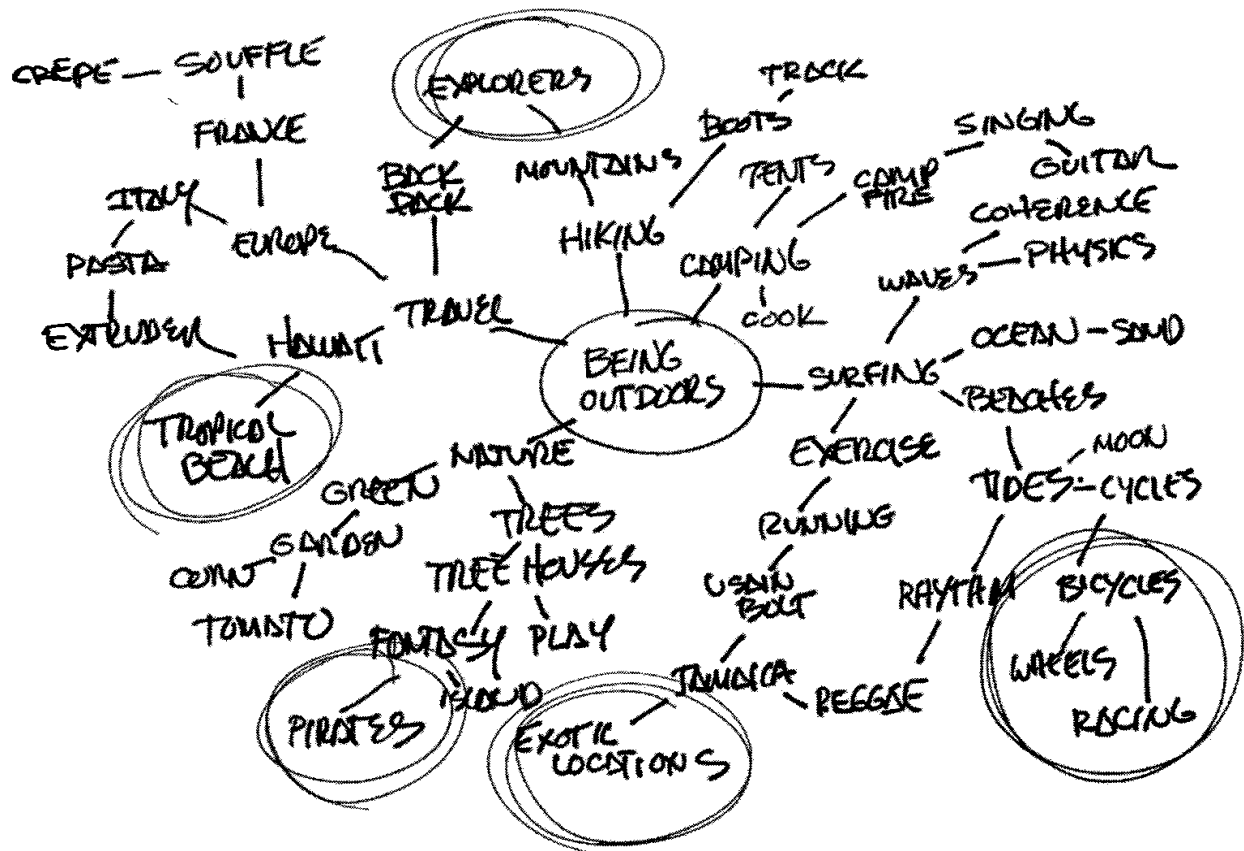 CREPE
SOUFFLE
FRANCE
ITALY
PASTA
EXTRUDER
EUROPE
EXPLORERS
BACK
PACK
MOUNTAINS
HIKING
BOOTS
TRACK
TENTS
CAMPING
COOK
CAMP
FIRE
SINGING
GUITAR
COHERENCE
PHYSICS
WAVES
TRAVEL
HAWAII
TROPICAL
BEACH
BEING
OUTDOORS
SURFING
OCEAN - SAND
BEACHES
TIDES
MOON
CYCLES
BICYCLES
WHEELS
RACING
RHYTHM
REGGAE
EXERCISE
RUNNING
USAIN
BOLT
JAMAICA
EXOTIC
LOCATIONS
NATURE
GREEN
GARDEN
CORN
TOMATO
TREES
TREE HOUSES
FANTASY
PLAY
ISLAND
PIRATES